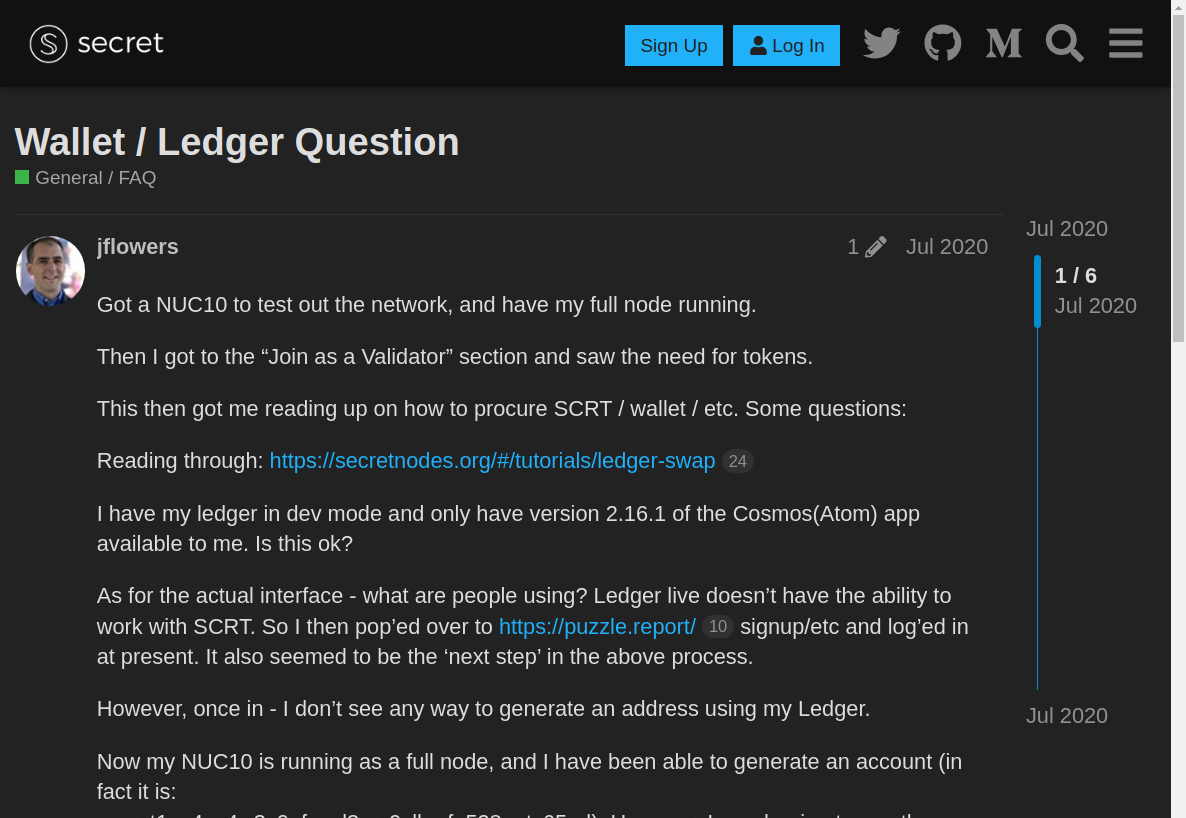 secret
Sign Up
Log In
Wallet / Ledger Question
General / FAQ
jflowers
1
Jul 2020
Jul 2020
1 / 6
Jul 2020
Got a NUC10 to test out the network, and have my full node running.
Then I got to the “Join as a Validator” section and saw the need for tokens.
This then got me reading up on how to procure SCRT / wallet / etc. Some questions:
Reading through: https://secretnodes.org/#/tutorials/ledger-swap 24
I have my ledger in dev mode and only have version 2.16.1 of the Cosmos(Atom) app
available to me. Is this ok?
As for the actual interface - what are people using? Ledger live doesn’t have the ability to
work with SCRT. So I then pop’ed over to https://puzzle.report/ 10 signup/etc and log’ed in
at present. It also seemed to be the ‘next step’ in the above process.
However, once in - I don’t see any way to generate an address using my Ledger.
Jul 2020
Now my NUC10 is running as a full node, and I have been able to generate an account (in
fact it is: